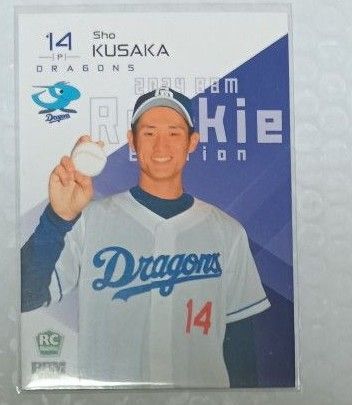 14
P
DRAGONS
Sho
KUSAKA
2024 BBM
Rookie
Edition
Dragons
Dragons
14
RC
BBM